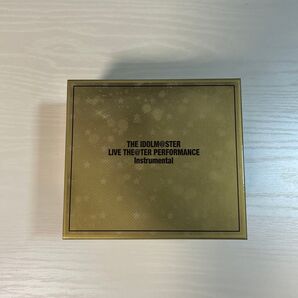 THE IDOLM@STER
LIVE THE@TER PERFORMANCE
Instrumental